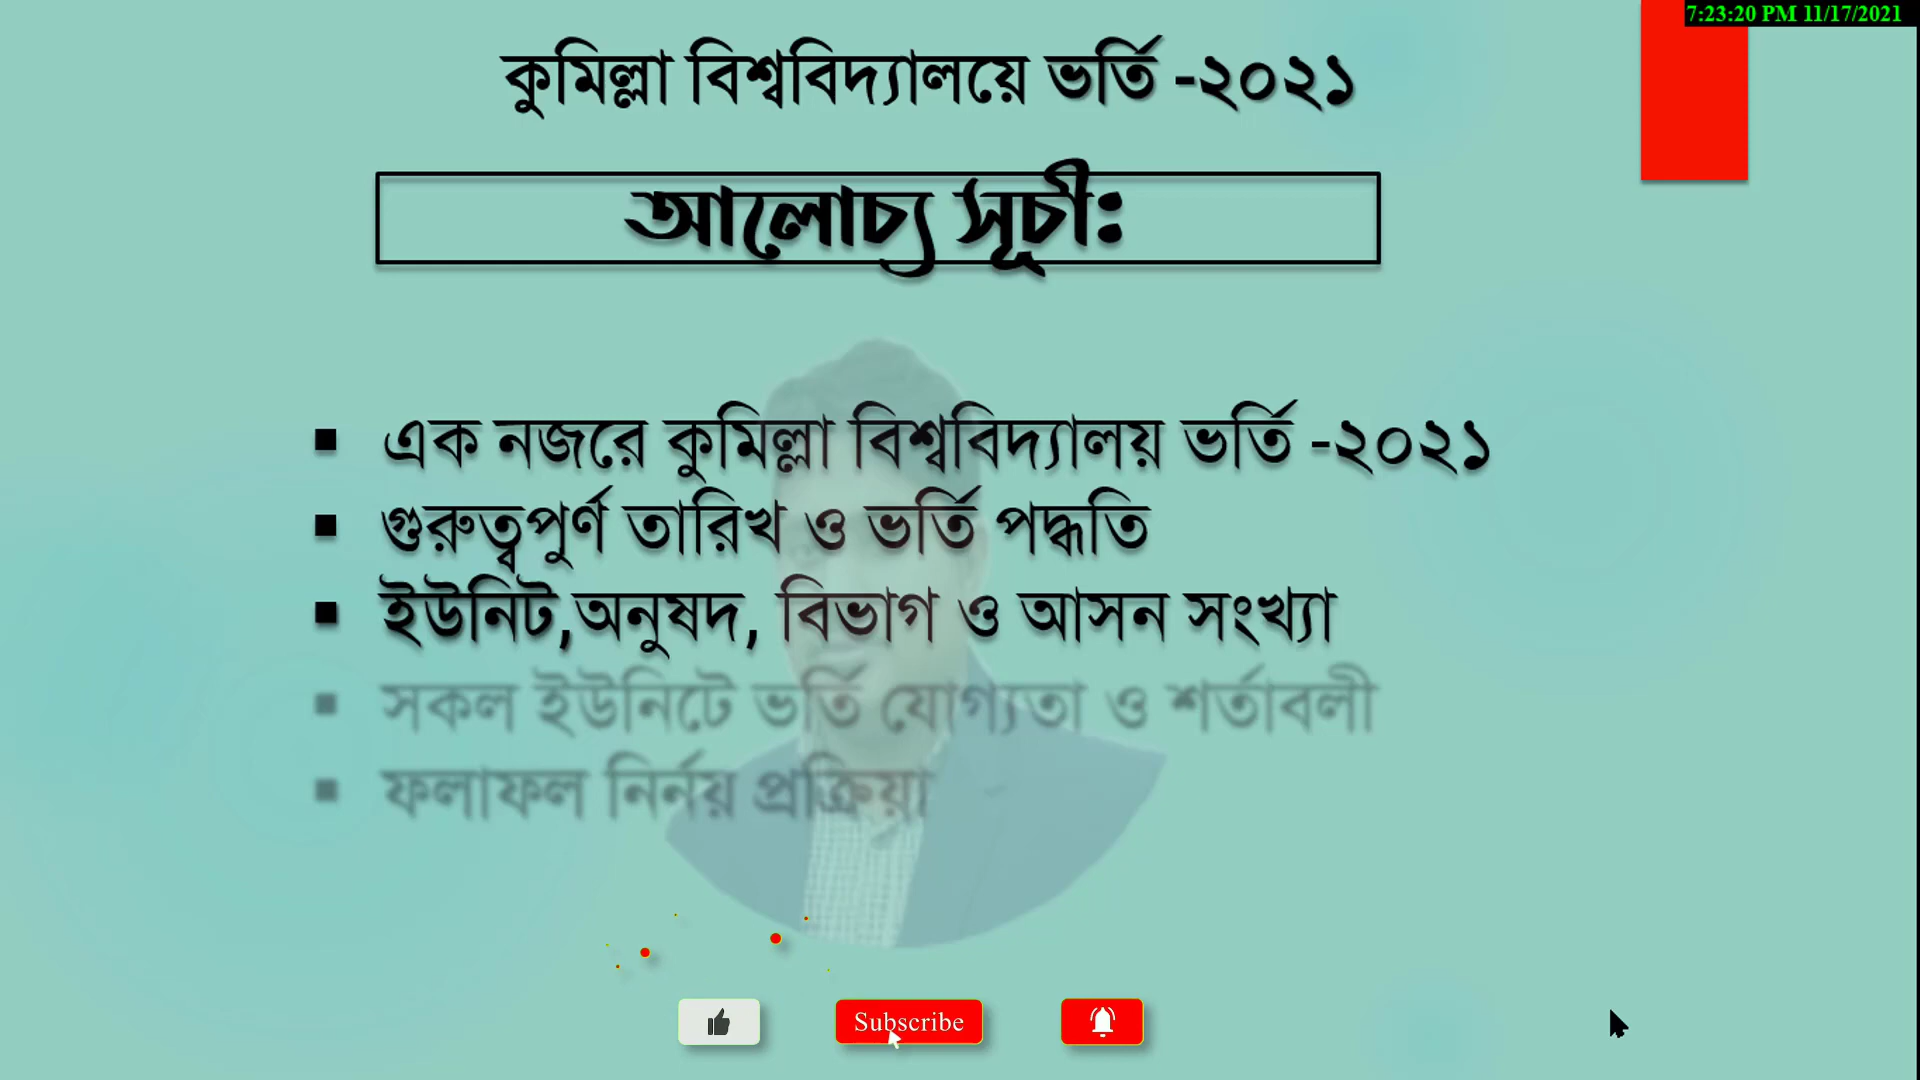 7:23:20 PM 11/17/2021
কুমিল্লা বিশ্ববিদ্যালয়ে ভর্তি -২০২১
আলোচ্য সূচী:
▪ এক নজরে কুমিল্লা বিশ্ববিদ্যালয় ভর্তি -২০২১
▪ গুরুত্বপুর্ণ তারিখ ও ভর্তি পদ্ধতি
▪ ইউনিট,অনুষদ, বিভাগ ও আসন সংখ্যা
▪ সকল ইউনিটে ভর্তি যোগ্যতা ও শর্তাবলী
▪ ফলাফল নির্নয় প্রক্রিয়া
Subscribe